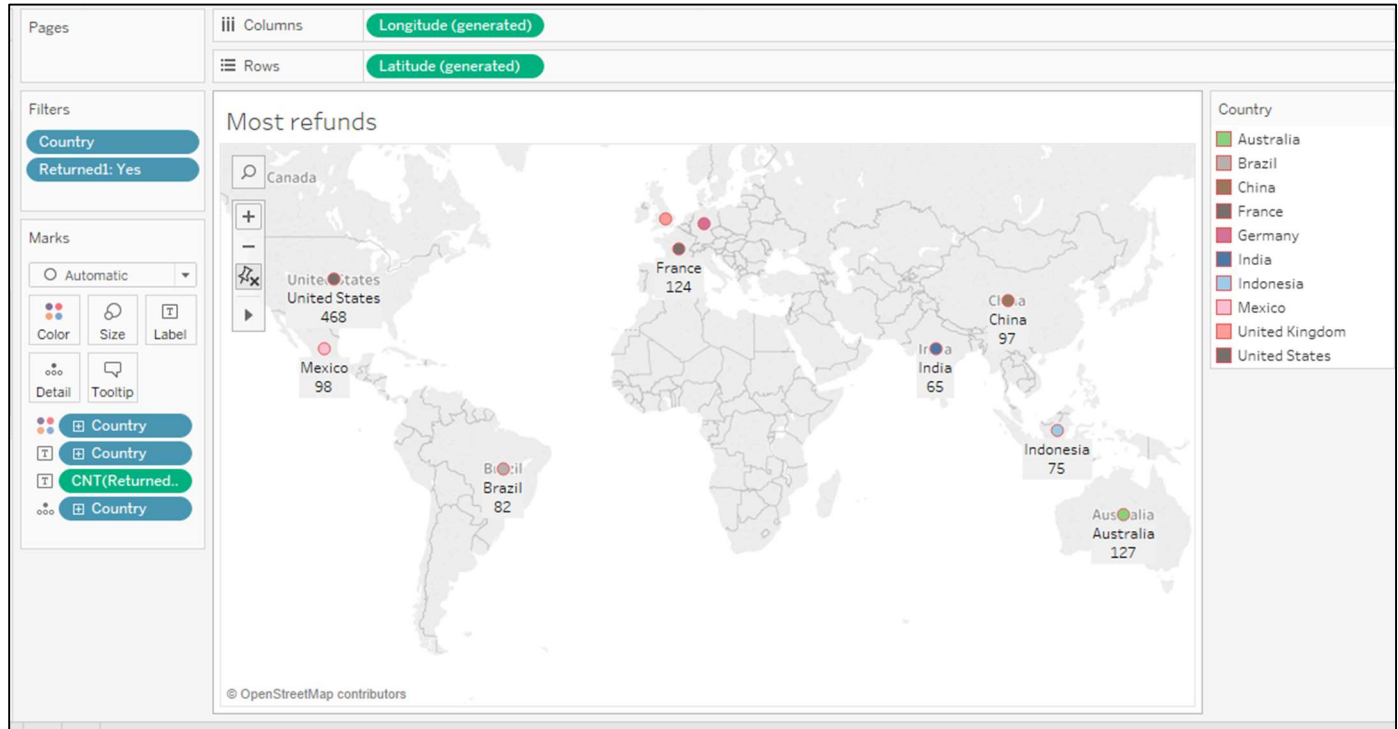 Pages
iii Columns
Longitude (generated)
Rows
Latitude (generated)
Filters
Country
Returned1: Yes
Marks
Automatic
Color
Size
T
Label
Detail
Tooltip
Country
T
Country
T
CNT(Returned..
Country
Most refunds
Canada
United States
468
Mexico
98
Brazil
82
France
124
China
97
India
65
Indonesia
75
Australia
127
© OpenStreetMap contributors
Country
Australia
Brazil
China
France
Germany
India
Indonesia
Mexico
United Kingdom
United States